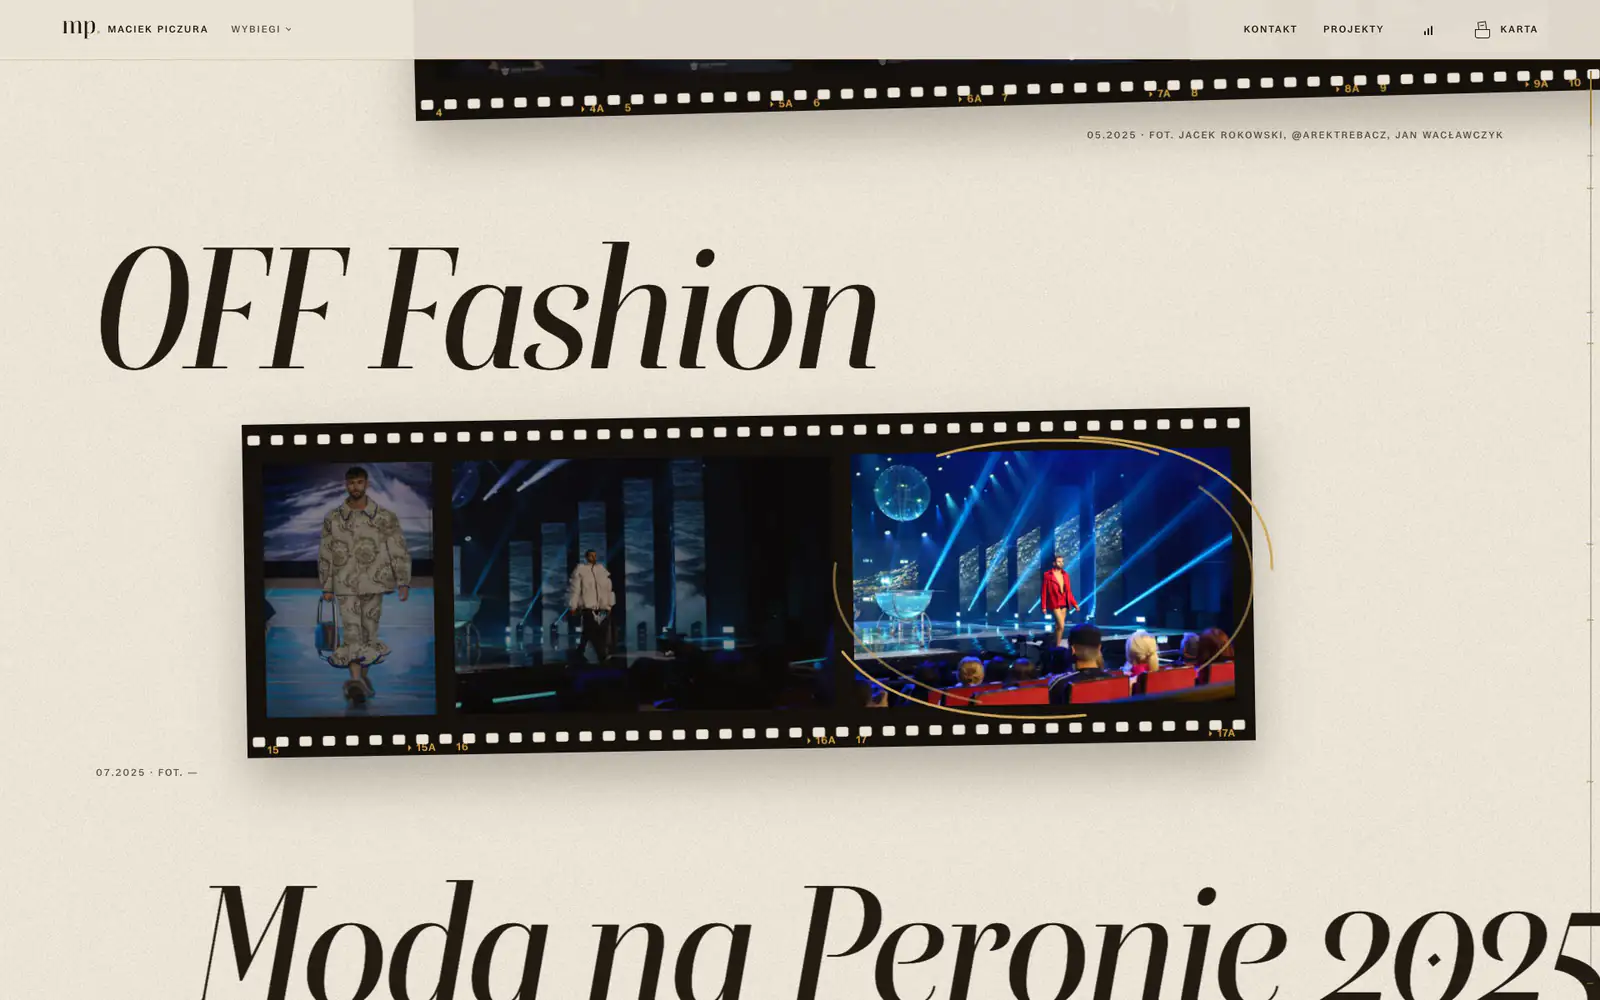 mp. MACIEK PICZURA WYBIEGI KONTAKT PROJEKTY KARTA
4 4A 5 5A 6 6A 7 7A 8 8A 9 9A 10
05.2025 · FOT. JACEK ROKOWSKI, @AREKTREBACZ, JAN WACŁAWCZYK
OFF Fashion
15 15A 16 16A 17 17A
07.2025 · FOT. —
Moda na Peronie 2025